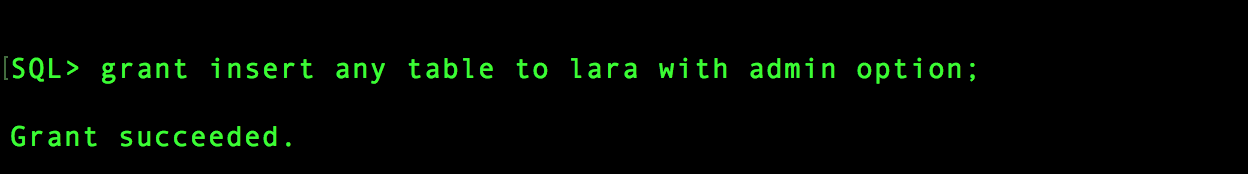 [SQL> grant insert any table to lara with admin option;
Grant succeeded.